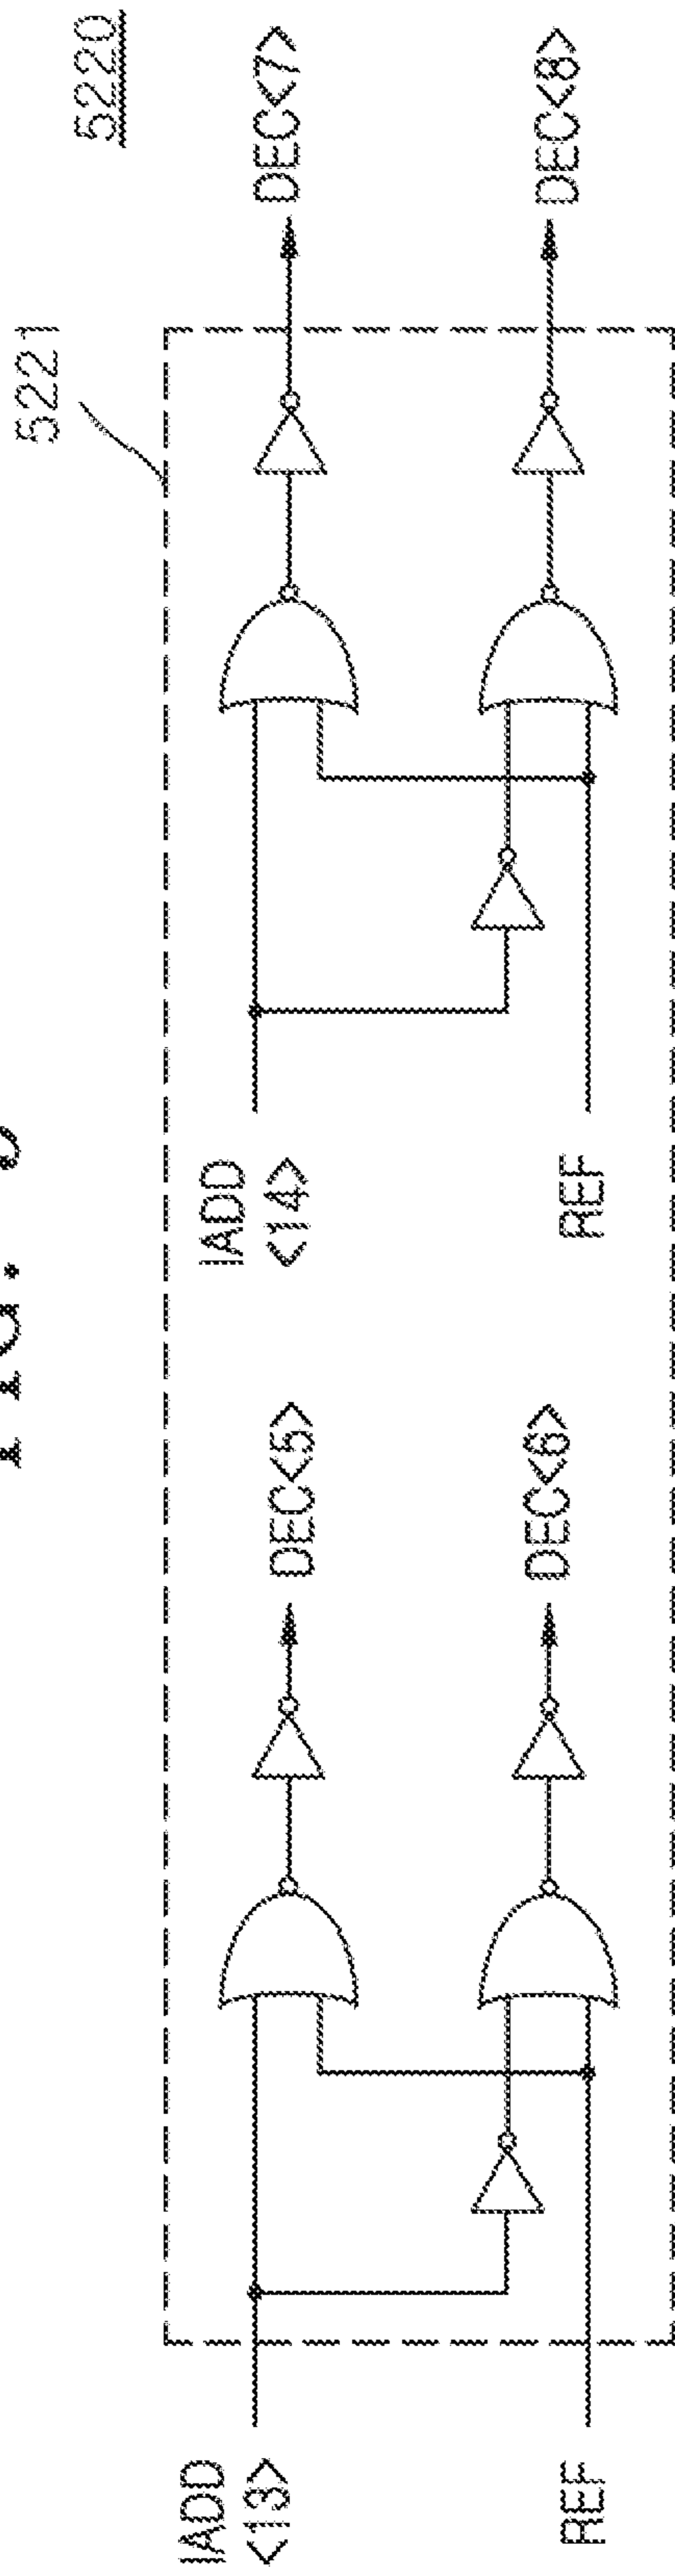 5220
5221
IADD
<13>
REF
DEC<5>
DEC<6>
IADD
<14>
REF
DEC<7>
DEC<8>